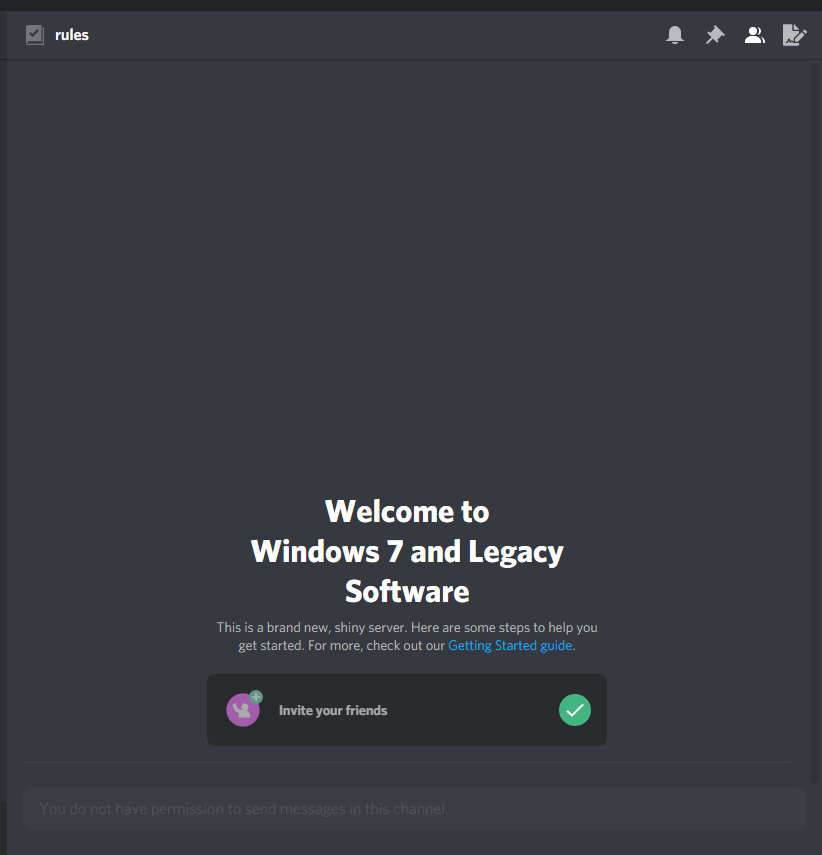 rules
Welcome to
Windows 7 and Legacy
Software
This is a brand new, shiny server. Here are some steps to help you
get started. For more, check out our Getting Started guide.
Invite your friends
You do not have permission to send messages in this channel.